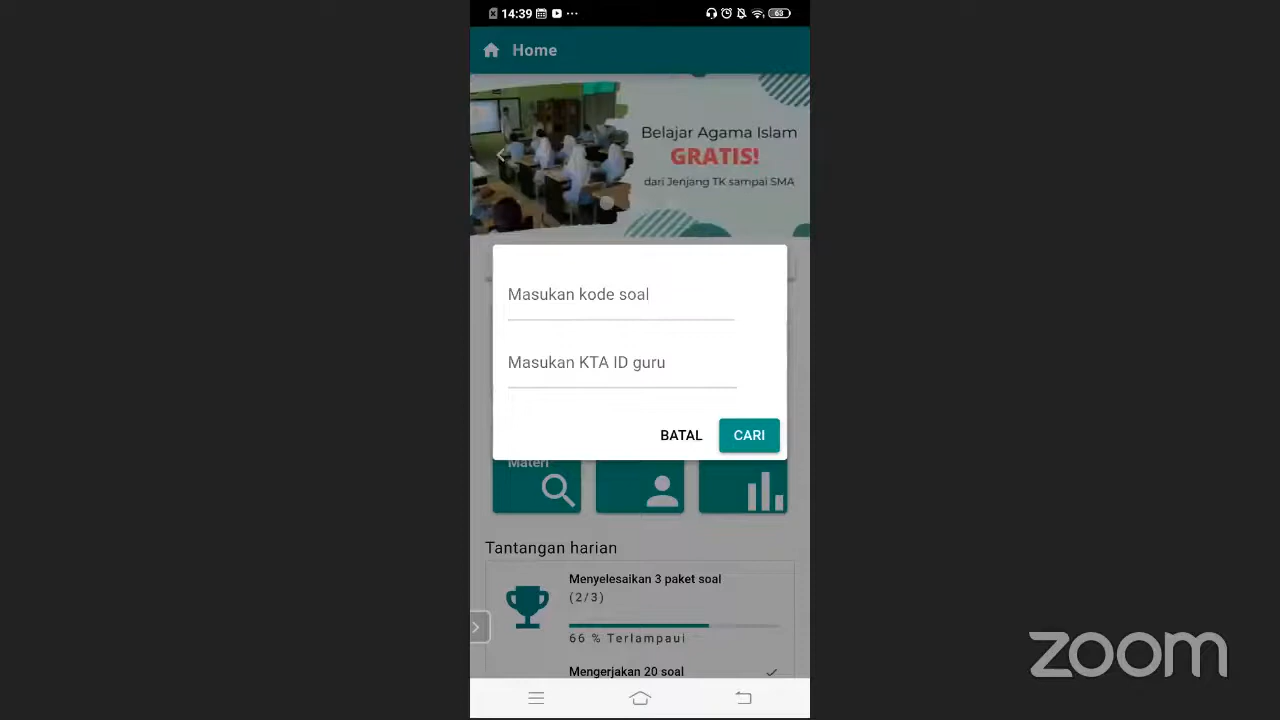 14:39
63
Home
Belajar Agama Islam
GRATIS!
dari Jenjang TK sampai SMA
Masukan kode soal
Masukan KTA ID guru
BATAL
CARI
Materi
Tantangan harian
Menyelesaikan 3 paket soal
(2/3)
66 % Terlampaui
Mengerjakan 20 soal
zoom